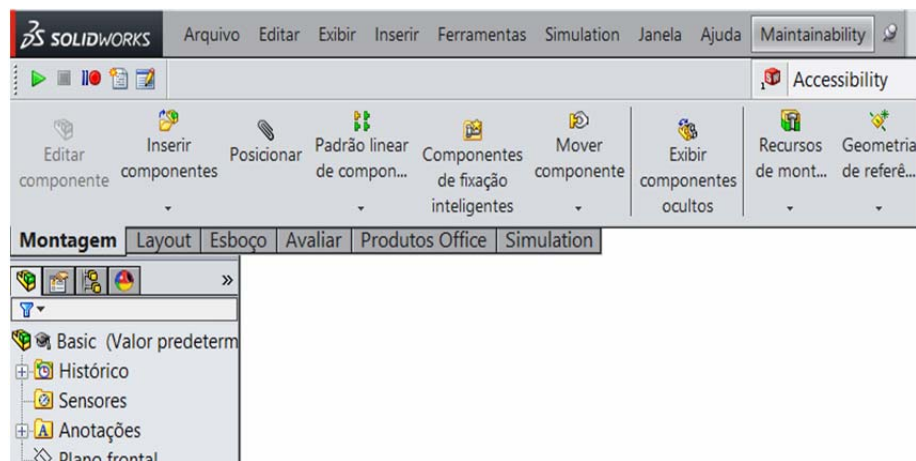 SOLIDWORKS Arquivo Editar Exibir Inserir Ferramentas Simulation Janela Ajuda Maintainability
Accessibility
Editar componente
Inserir componentes
Posicionar
Padrão linear de compon...
Componentes de fixação inteligentes
Mover componente
Exibir componentes ocultos
Recursos de mont...
Geometria de referê...
Montagem Layout Esboço Avaliar Produtos Office Simulation
»
Basic (Valor predeterm
Histórico
Sensores
Anotações
Plano frontal